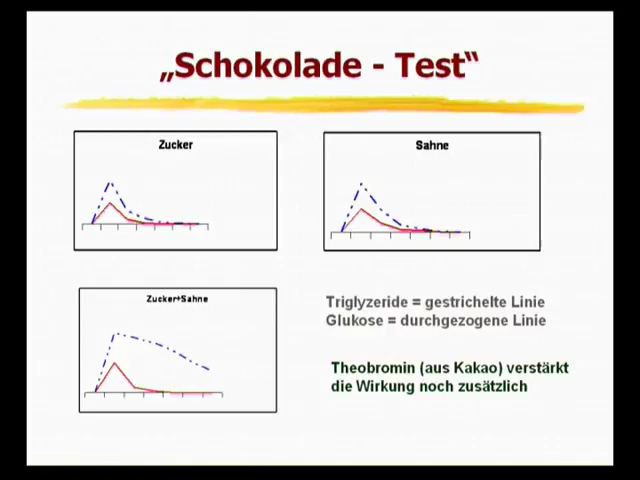 „Schokolade - Test“
Zucker
Sahne
Zucker+Sahne
Triglyzeride = gestrichelte Linie
Glukose = durchgezogene Linie
Theobromin (aus Kakao) verstärkt
die Wirkung noch zusätzlich